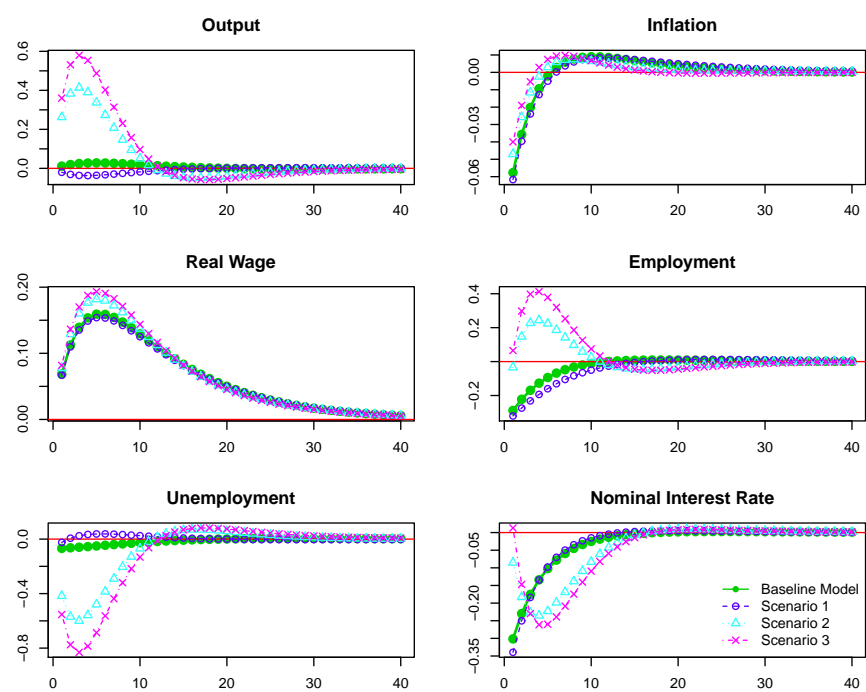 Output
0.0 0.2 0.4 0.6
0 10 20 30 40
Inflation
−0.06 −0.03 0.00
0 10 20 30 40
Real Wage
0.00 0.10 0.20
0 10 20 30 40
Employment
−0.2 0.2 0.4
0 10 20 30 40
Unemployment
−0.8 −0.4 0.0
0 10 20 30 40
Nominal Interest Rate
−0.35 −0.20 −0.05
0 10 20 30 40
Baseline Model
Scenario 1
Scenario 2
Scenario 3